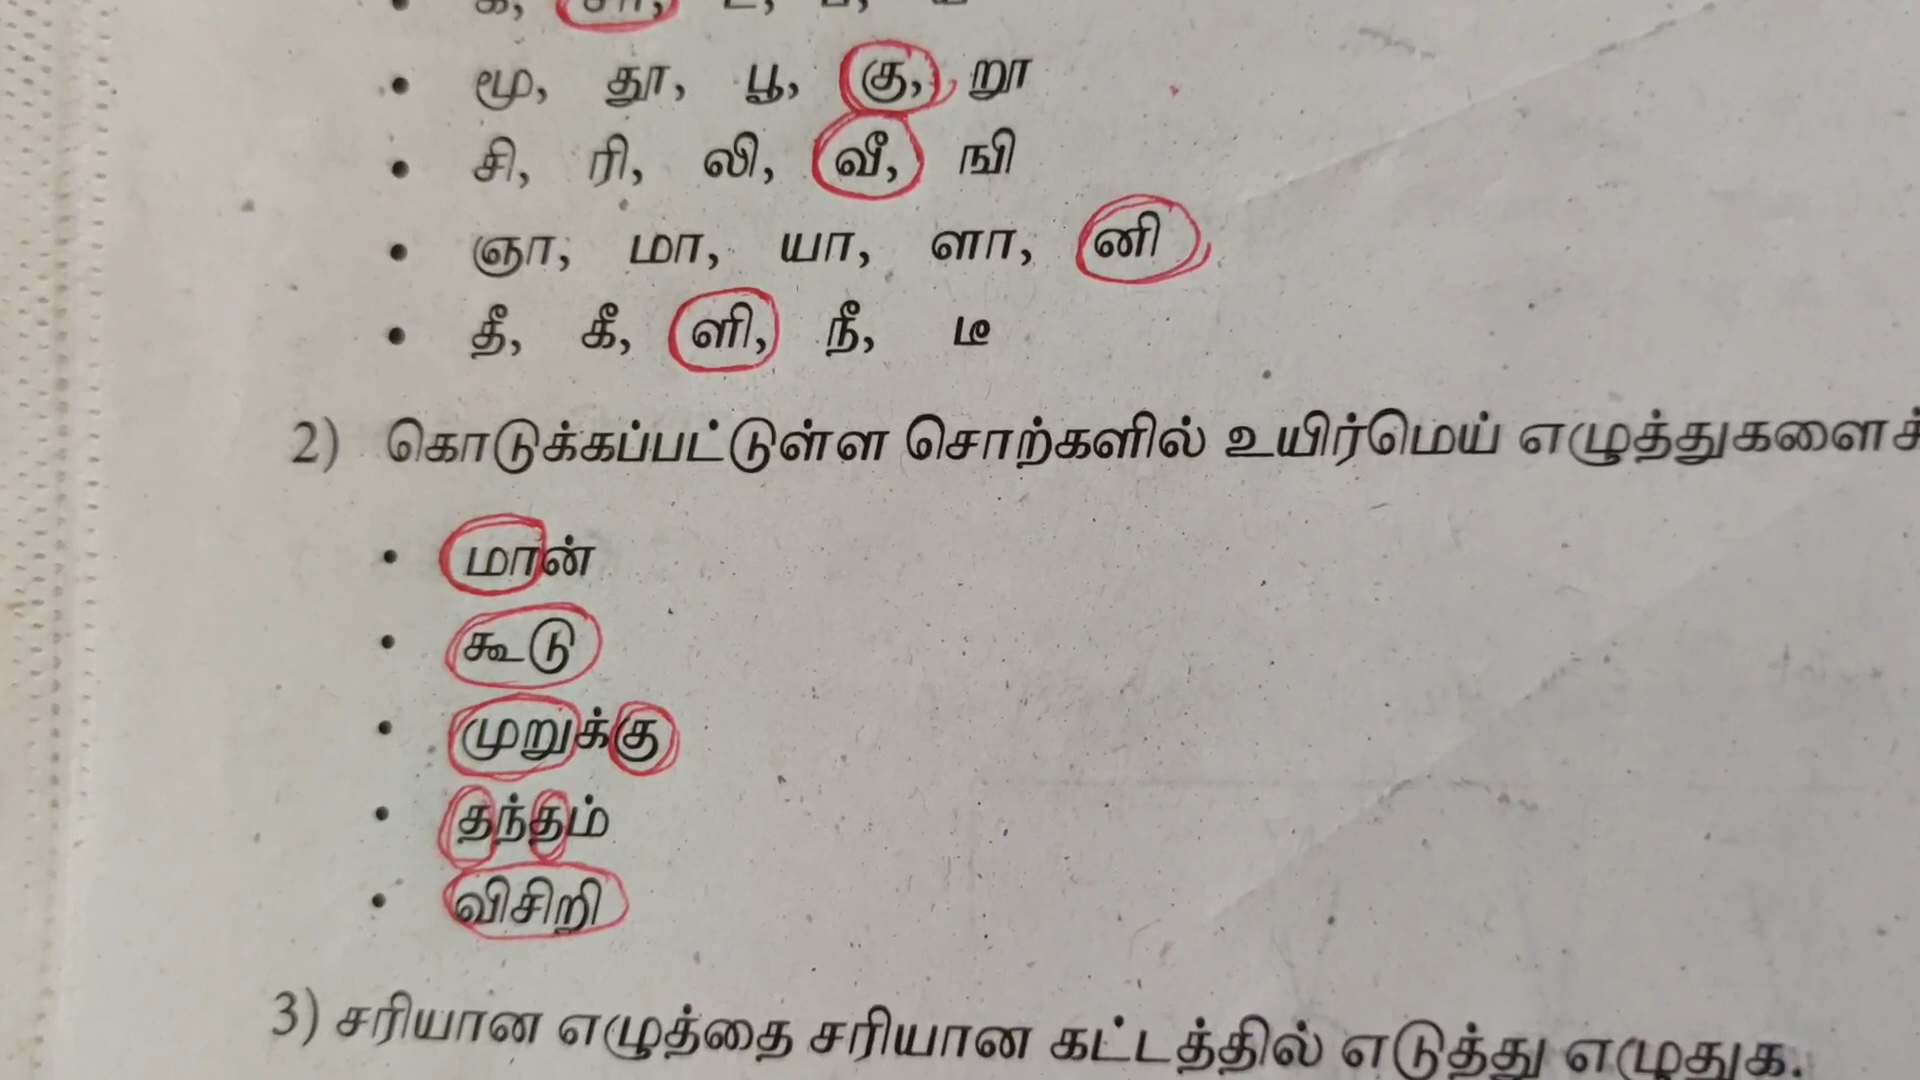 • மூ, தூ, பூ, கு, றூ
• சி, ரி, லி, வீ, ஙி
• ஞா, மா, யா, ளா, னி
• தீ, கீ, ளி, நீ, டீ
2) கொடுக்கப்பட்டுள்ள சொற்களில் உயிர்மெய் எழுத்துகளைக்
• மான்
• கூடு
• முறுக்கு
• தந்தம்
• விசிறி
3) சரியான எழுத்தை சரியான கட்டத்தில் எடுத்து எழுதுக.